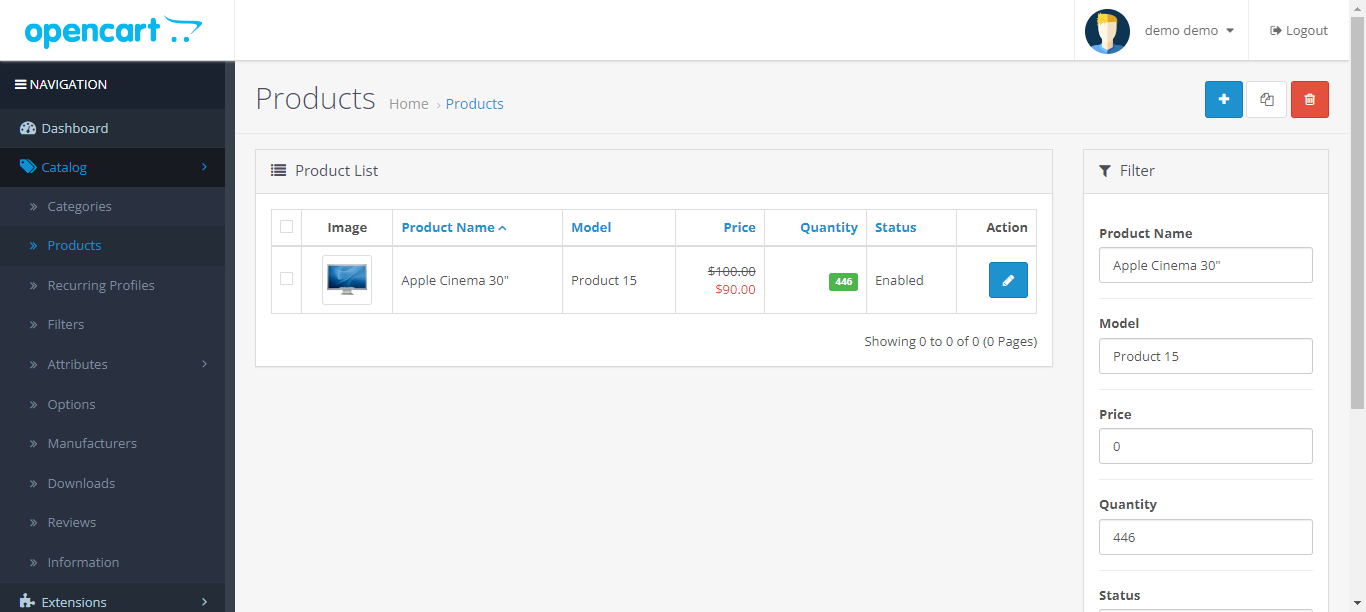 opencart
demo demo
Logout
NAVIGATION
Dashboard
Catalog
Categories
Products
Recurring Profiles
Filters
Attributes
Options
Manufacturers
Downloads
Reviews
Information
Extensions
Products Home › Products
Product List
Image Product Name Model Price Quantity Status Action
Apple Cinema 30" Product 15 $100.00 446 Enabled
$90.00
Showing 0 to 0 of 0 (0 Pages)
Filter
Product Name
Apple Cinema 30"
Model
Product 15
Price
0
Quantity
446
Status